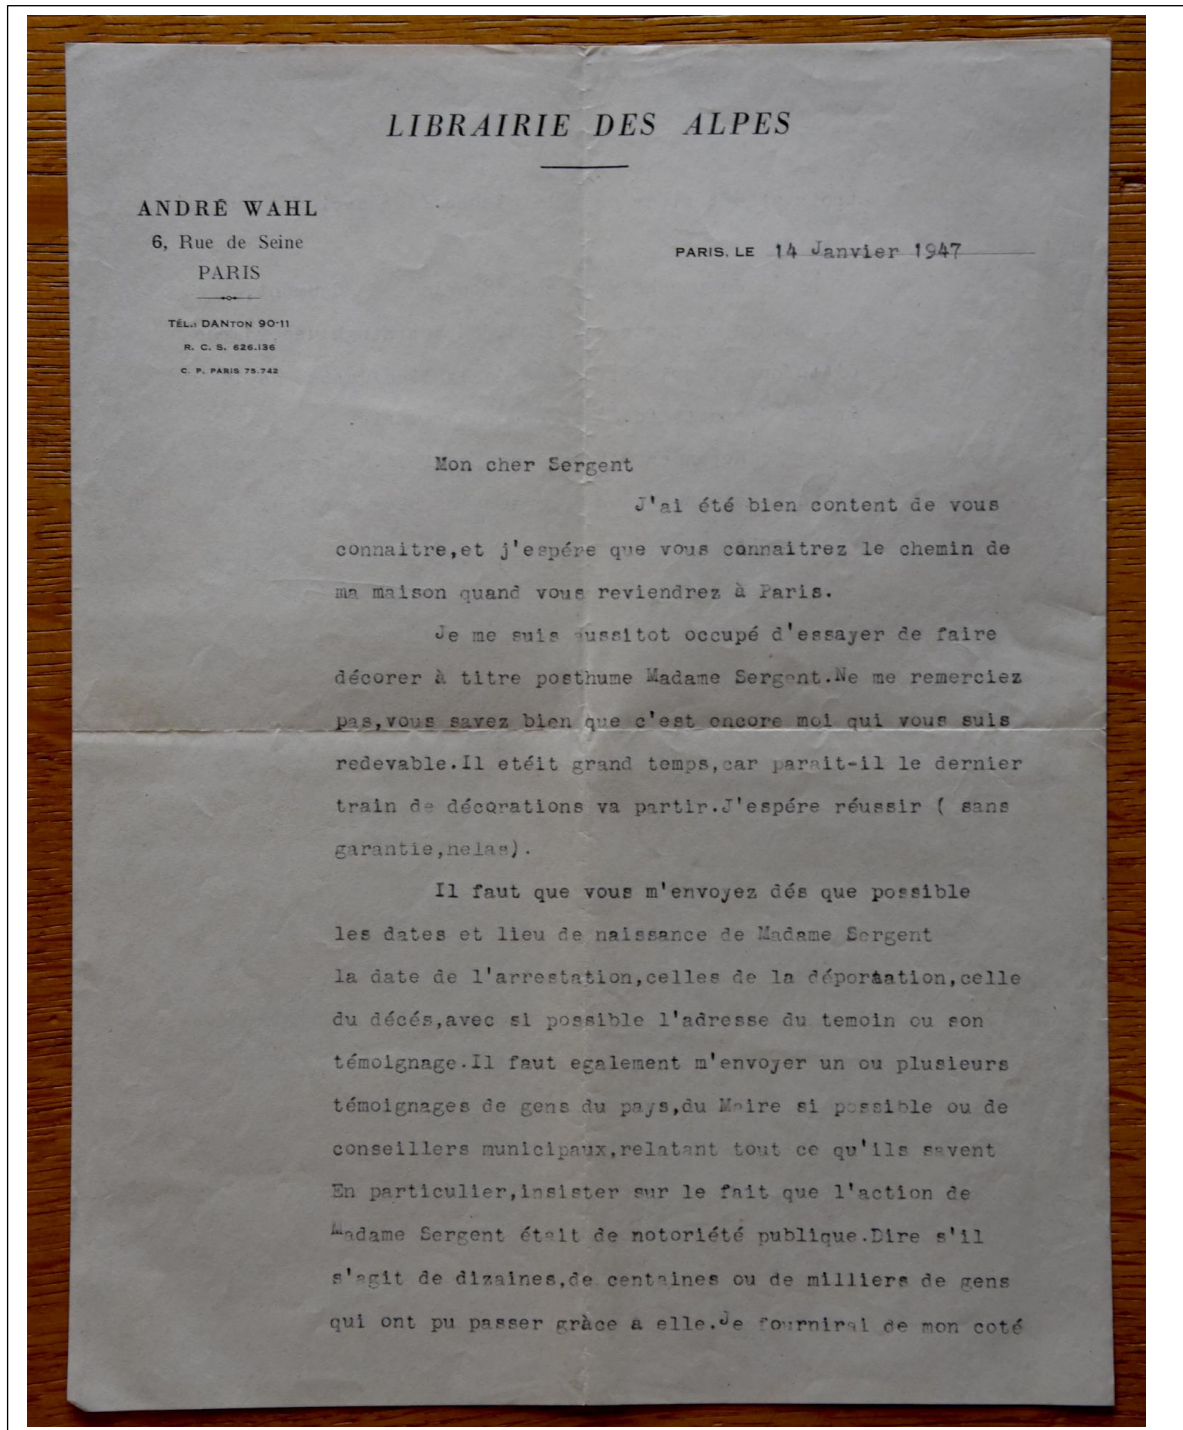 LIBRAIRIE DES ALPES
ANDRÉ WAHL
6, Rue de Seine
PARIS
TÉL.: DANTON 90-11
R. C. S. 626.136
C. P. PARIS 75.742
PARIS. LE 14 Janvier 1947
Mon cher Sergent
J'ai été bien content de vous
connaitre,et j'espére que vous connaitrez le chemin de
ma maison quand vous reviendrez à Paris.
Je me suis aussitot occupé d'essayer de faire
décorer à titre posthume Madame Sergent.Ne me remerciez
pas,vous savez bien que c'est encore moi qui vous suis
redevable.Il etéit grand temps,car parait-il le dernier
train de décorations va partir.J'espére réussir ( sans
garantie,helas).
Il faut que vous m'envoyez dés que possible
les dates et lieu de naissance de Madame Sergent
la date de l'arrestation,celles de la déportation,celle
du décés,avec si possible l'adresse du temoin ou son
témoignage.Il faut egalement m'envoyer un ou plusieurs
témoignages de gens du pays,du Maire si possible ou de
conseillers municipaux,relatant tout ce qu'ils savent
En particulier,insister sur le fait que l'action de
Madame Sergent était de notoriété publique.Dire s'il
s'agit de dizaines,de centaines ou de milliers de gens
qui ont pu passer gràce a elle.Je fournirai de mon coté